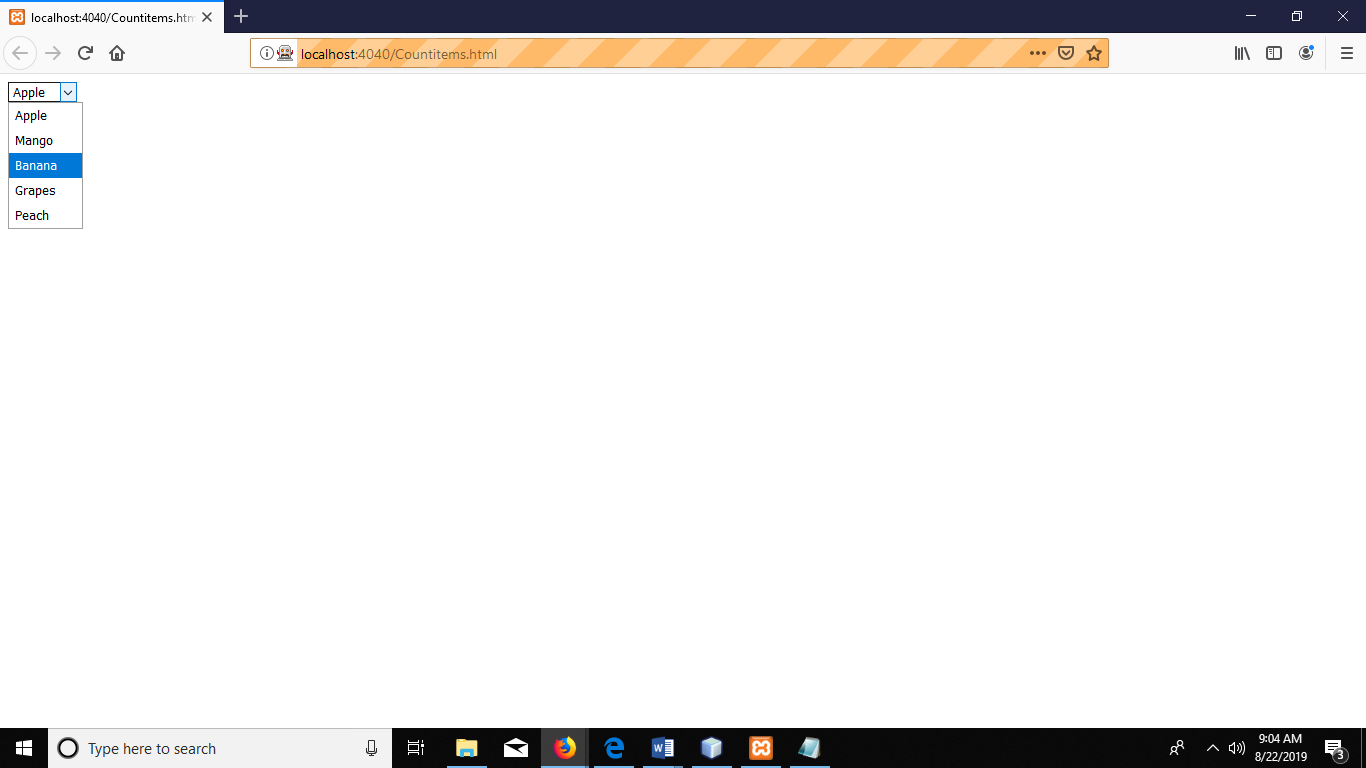 localhost:4040/Countitems.htm
localhost:4040/Countitems.html
Apple
Apple
Mango
Banana
Grapes
Peach
Type here to search
9:04 AM
8/22/2019
3